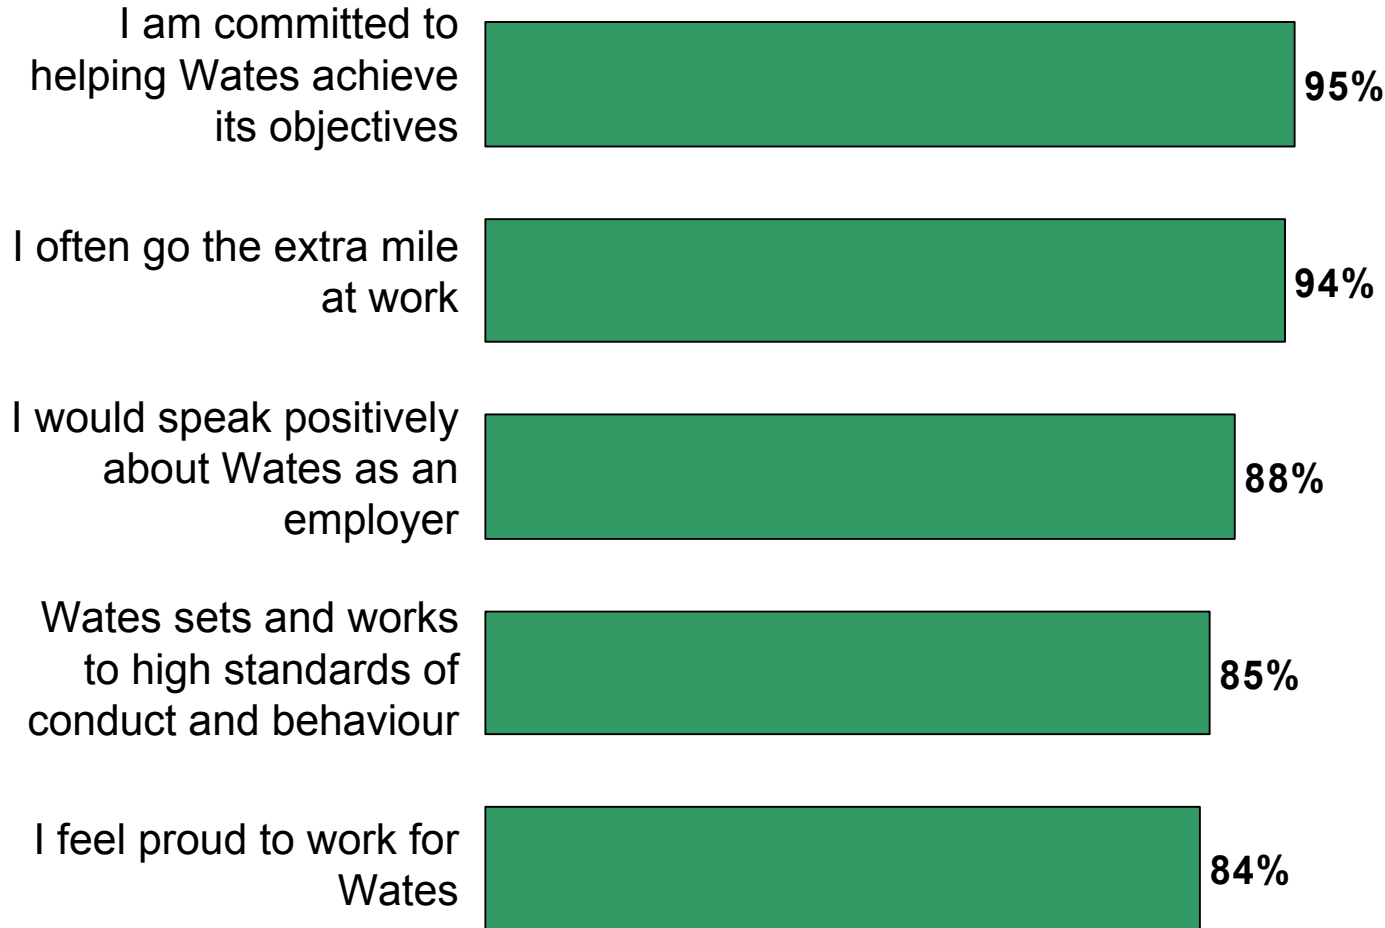 I am committed to
helping Wates achieve
its objectives
95%
I often go the extra mile
at work
94%
I would speak positively
about Wates as an
employer
88%
Wates sets and works
to high standards of
conduct and behaviour
85%
I feel proud to work for
Wates
84%